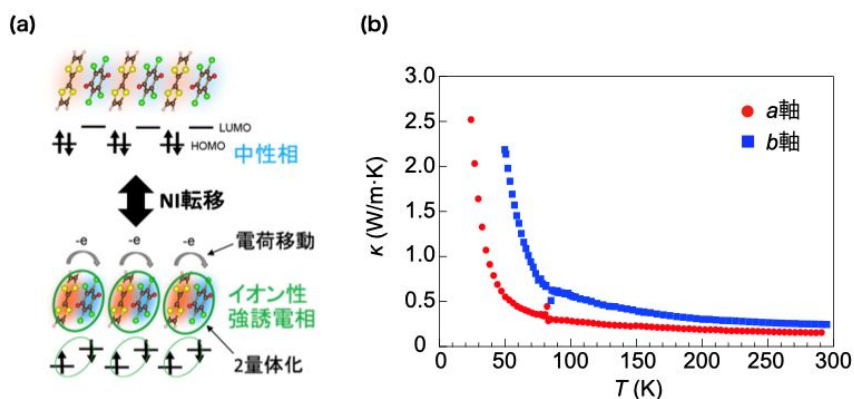 (a)
LUMO
HOMO
中性相
NI転移
-e -e -e
電荷移動
イオン性
強誘電相
2量体化
(b)
3.0
2.5
2.0
1.5
1.0
0.5
0.0
κ (W/m·K)
a軸
b軸
0 50 100 150 200 250 300
T (K)